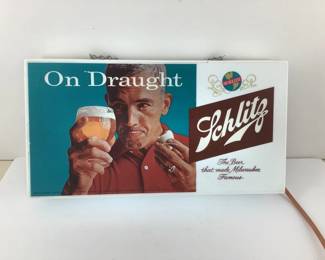 On Draught
Schlitz
The Beer
that made Milwaukee
Famous